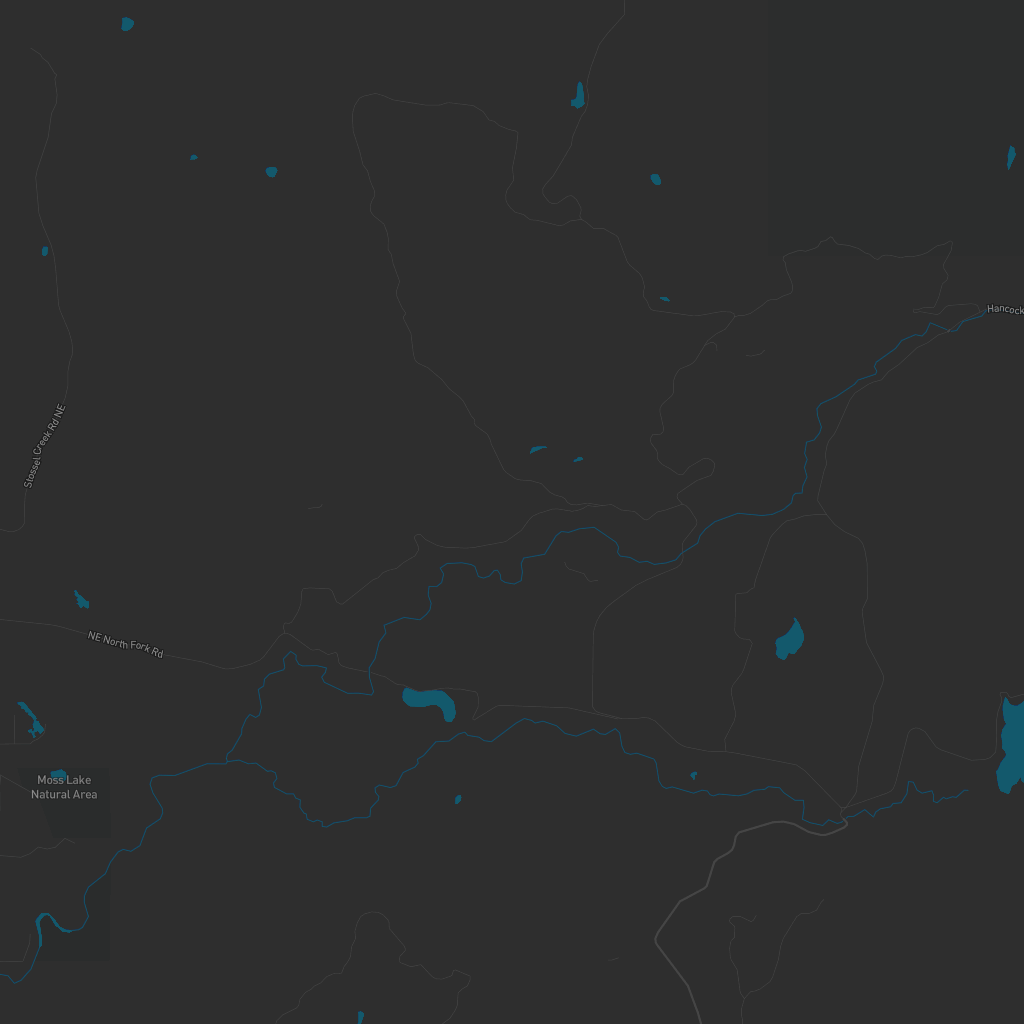 Hancock
Stossel Creek Rd NE
NE North Fork Rd
Moss Lake
Natural Area